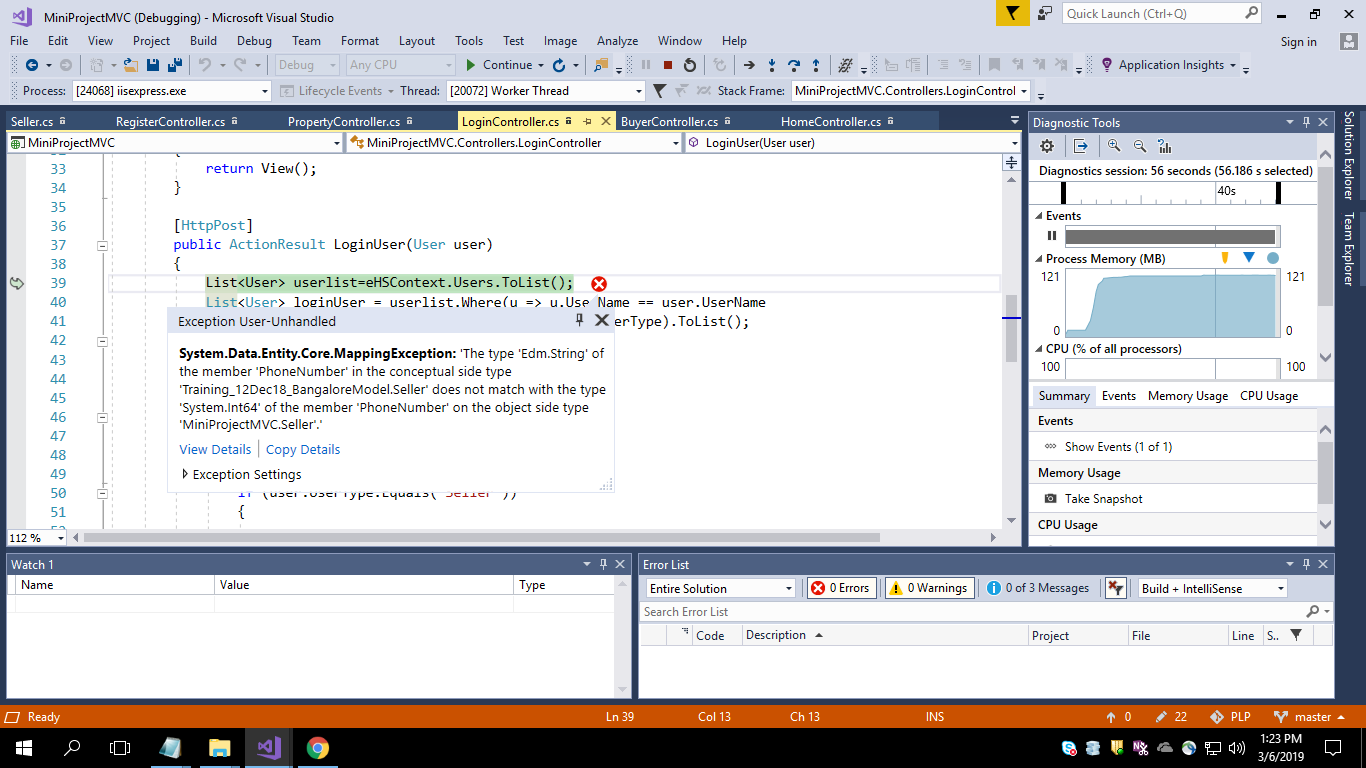 MiniProjectMVC (Debugging) - Microsoft Visual Studio
Quick Launch (Ctrl+Q)
File Edit View Project Build Debug Team Format Layout Tools Test Image Analyze Window Help
Sign in
Debug Any CPU Continue Application Insights
Process: [24068] iisexpress.exe Lifecycle Events Thread: [20072] Worker Thread Stack Frame: MiniProjectMVC.Controllers.LoginControl
Seller.cs RegisterController.cs PropertyController.cs LoginController.cs BuyerController.cs HomeController.cs
MiniProjectMVC MiniProjectMVC.Controllers.LoginController LoginUser(User user)
33 return View();
34 }
35
36 [HttpPost]
37 public ActionResult LoginUser(User user)
38 {
39 List<User> userlist=eHSContext.Users.ToList();
40 List<User> loginUser = userlist.Where(u => u.UserName == user.UserName
41 erType).ToList();
42
43
44
45
46
47
48
49
50 if (user.UserType.Equals("Seller"))
51 {
Exception User-Unhandled
System.Data.Entity.Core.MappingException: 'The type 'Edm.String' of
the member 'PhoneNumber' in the conceptual side type
'Training_12Dec18_BangaloreModel.Seller' does not match with the type
'System.Int64' of the member 'PhoneNumber' on the object side type
'MiniProjectMVC.Seller'.'
View Details Copy Details
Exception Settings
112 %
Diagnostic Tools
Diagnostics session: 56 seconds (56.186 s selected)
40s
Events
Process Memory (MB)
121 121
0 0
CPU (% of all processors)
100 100
Summary Events Memory Usage CPU Usage
Events
Show Events (1 of 1)
Memory Usage
Take Snapshot
CPU Usage
Solution Explorer
Team Explorer
Watch 1
Name Value Type
Error List
Entire Solution 0 Errors 0 Warnings 0 of 3 Messages Build + IntelliSense
Search Error List
Code Description Project File Line S..
Ready Ln 39 Col 13 Ch 13 INS 0 22 PLP master
1:23 PM
3/6/2019